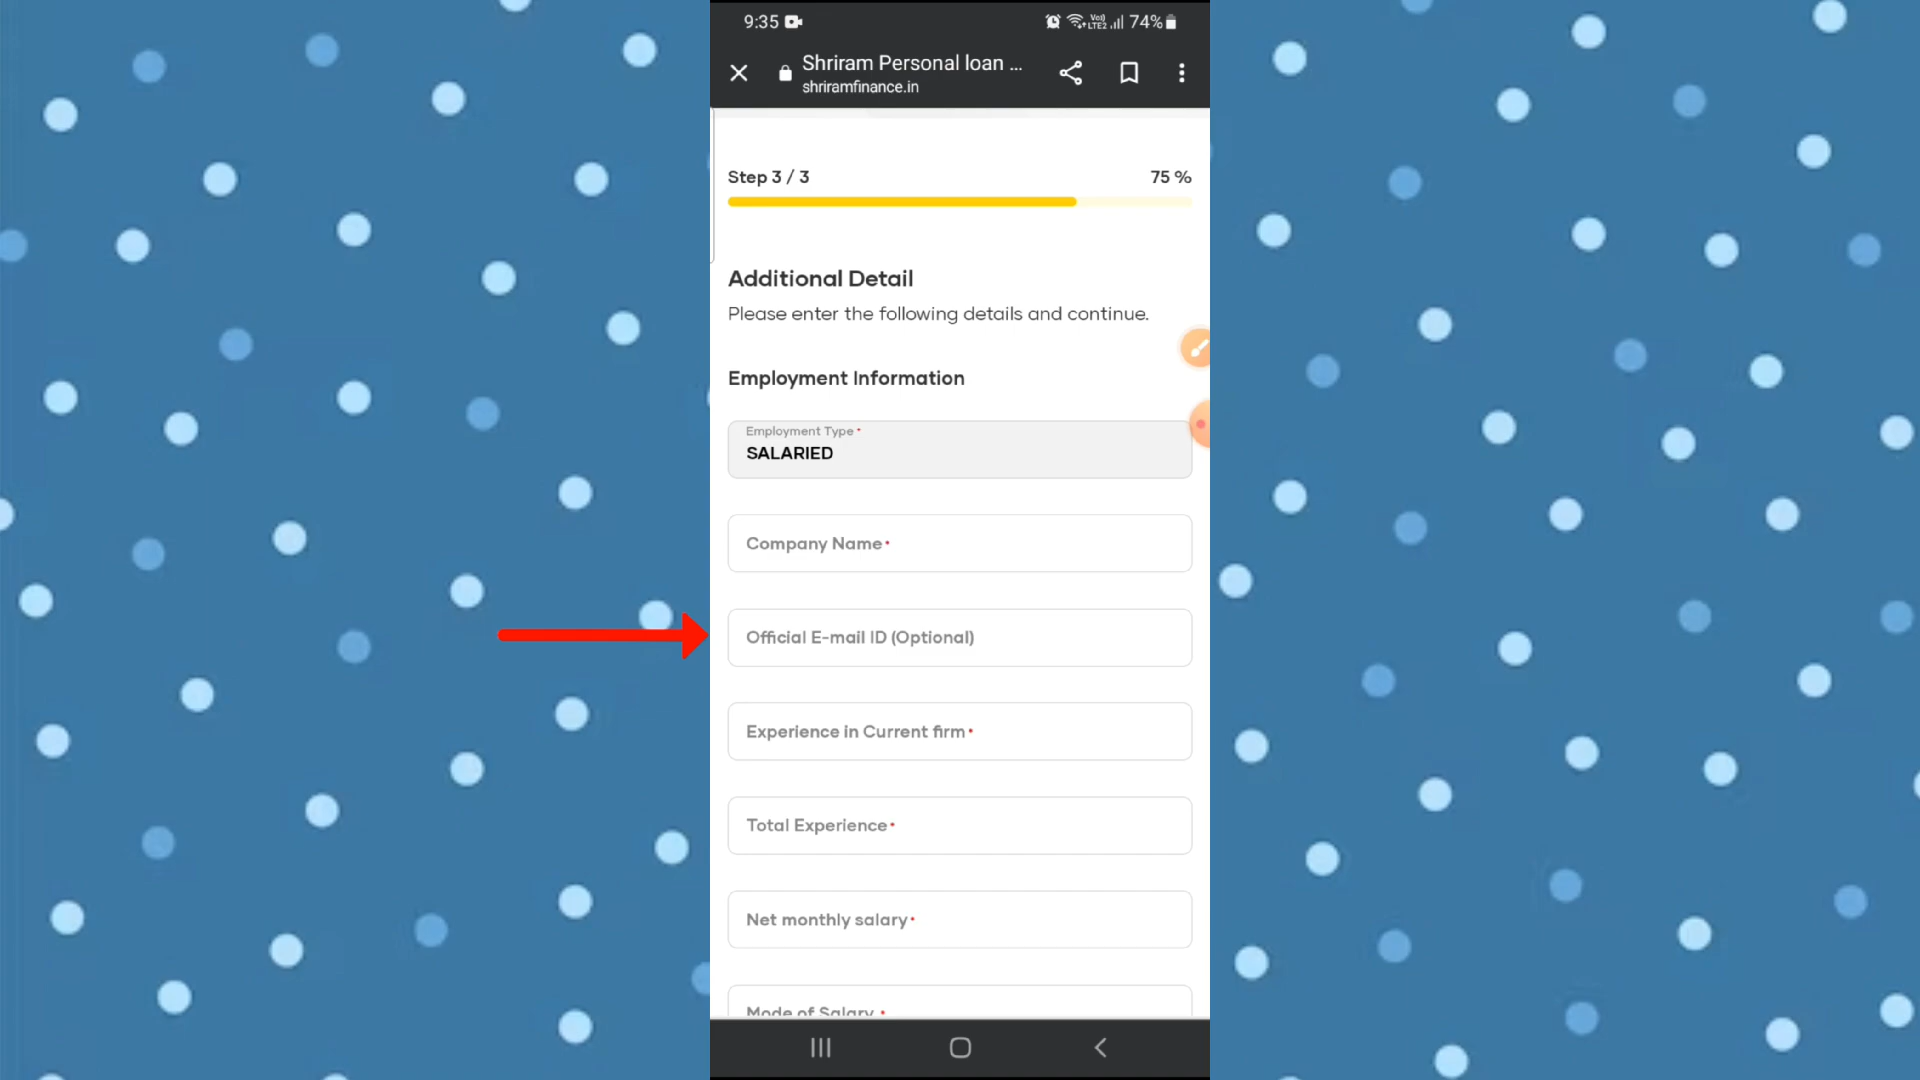 9:35
Vo)) LTE2 74%
Shriram Personal loan ...
shriramfinance.in
Step 3 / 3 75 %
Additional Detail
Please enter the following details and continue.
Employment Information
Employment Type *
SALARIED
Company Name *
Official E-mail ID (Optional)
Experience in Current firm *
Total Experience *
Net monthly salary *
Mode of Salary *